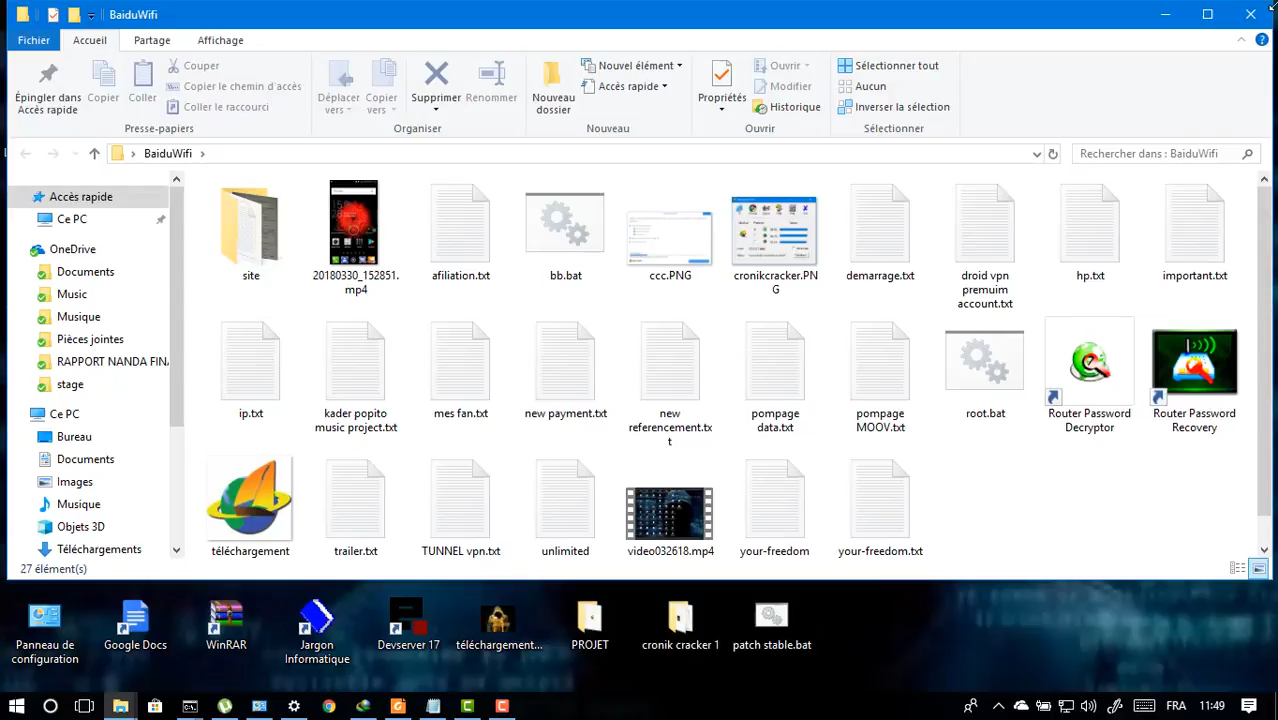 BaiduWifi
Fichier Accueil Partage Affichage
Épingler dans
Accès rapide
Copier
Coller
Couper
Copier le chemin d'accès
Coller le raccourci
Presse-papiers
Déplacer
vers
Copier
vers
Supprimer
Renommer
Organiser
Nouveau
dossier
Nouvel élément
Accès rapide
Nouveau
Propriétés
Ouvrir
Modifier
Historique
Ouvrir
Sélectionner tout
Aucun
Inverser la sélection
Sélectionner
BaiduWifi
Rechercher dans : BaiduWifi
Accès rapide
Ce PC
OneDrive
Documents
Music
Musique
Pièces jointes
RAPPORT NANDA FIN
stage
Ce PC
Bureau
Documents
Images
Musique
Objets 3D
Téléchargements
site
20180330_152851.
mp4
afiliation.txt
bb.bat
ccc.PNG
cronikcracker.PN
G
demarrage.txt
droid vpn
premuim
account.txt
hp.txt
important.txt
ip.txt
kader popito
music project.txt
mes fan.txt
new payment.txt
new
referencement.tx
t
pompage
data.txt
pompage
MOOV.txt
root.bat
Router Password
Decryptor
Router Password
Recovery
téléchargement
trailer.txt
TUNNEL vpn.txt
unlimited
video032618.mp4
your-freedom
your-freedom.txt
27 élément(s)
Panneau de
configuration
Google Docs
WinRAR
Jargon
Informatique
Devserver 17
téléchargement...
PROJET
cronik cracker 1
patch stable.bat
FRA 11:49